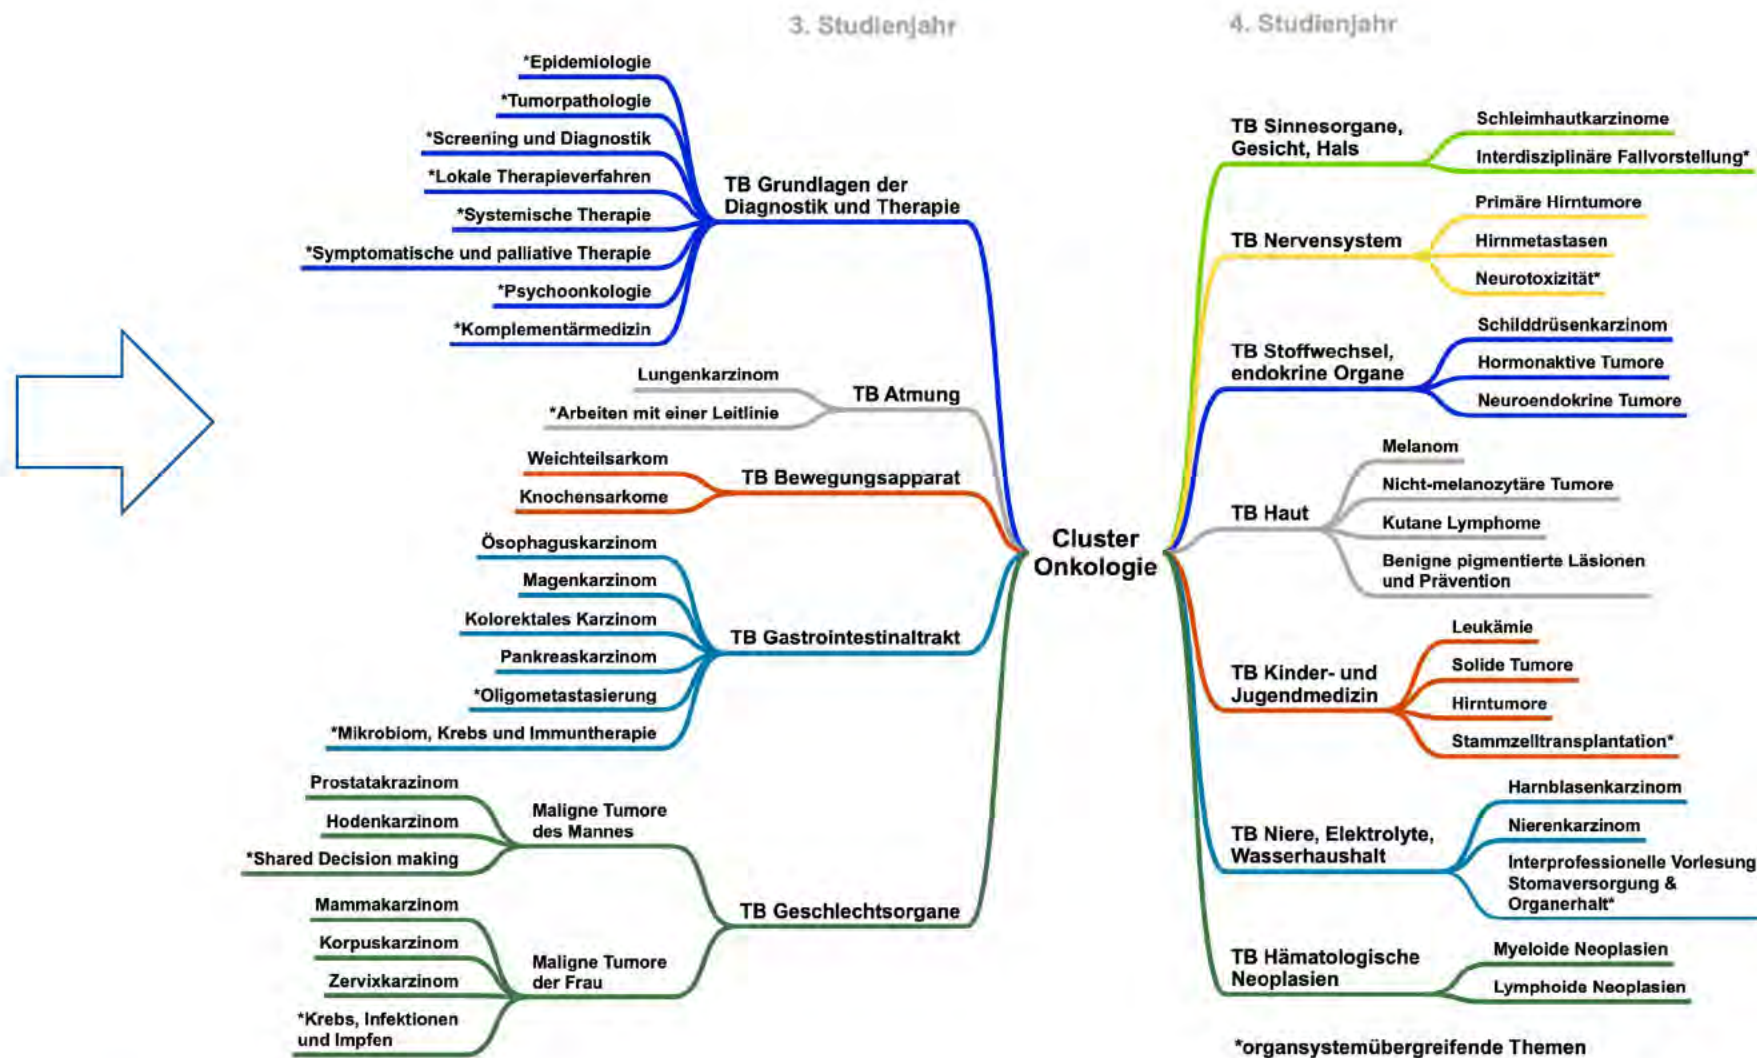 3. Studienjahr
*Epidemiologie
*Tumorpathologie
*Screening und Diagnostik
*Lokale Therapieverfahren
*Systemische Therapie
*Symptomatische und palliative Therapie
*Psychoonkologie
*Komplementärmedizin
TB Grundlagen der
Diagnostik und Therapie
Lungenkarzinom
*Arbeiten mit einer Leitlinie
TB Atmung
Weichteilsarkom
Knochensarkome
TB Bewegungsapparat
Ösophaguskarzinom
Magenkarzinom
Kolorektales Karzinom
Pankreaskarzinom
*Oligometastasierung
*Mikrobiom, Krebs und Immuntherapie
TB Gastrointestinaltrakt
Prostatakrazinom
Hodenkarzinom
*Shared Decision making
Maligne Tumore
des Mannes
Mammakarzinom
Korpuskarzinom
Zervixkarzinom
*Krebs, Infektionen
und Impfen
Maligne Tumore
der Frau
TB Geschlechtsorgane
Cluster
Onkologie
4. Studienjahr
TB Sinnesorgane,
Gesicht, Hals
Schleimhautkarzinome
Interdisziplinäre Fallvorstellung*
TB Nervensystem
Primäre Hirntumore
Hirnmetastasen
Neurotoxizität*
TB Stoffwechsel,
endokrine Organe
Schilddrüsenkarzinom
Hormonaktive Tumore
Neuroendokrine Tumore
TB Haut
Melanom
Nicht-melanozytäre Tumore
Kutane Lymphome
Benigne pigmentierte Läsionen
und Prävention
TB Kinder- und
Jugendmedizin
Leukämie
Solide Tumore
Hirntumore
Stammzelltransplantation*
TB Niere, Elektrolyte,
Wasserhaushalt
Harnblasenkarzinom
Nierenkarzinom
Interprofessionelle Vorlesung
Stomaversorgung &
Organerhalt*
TB Hämatologische
Neoplasien
Myeloide Neoplasien
Lymphoide Neoplasien
*organsystemübergreifende Themen